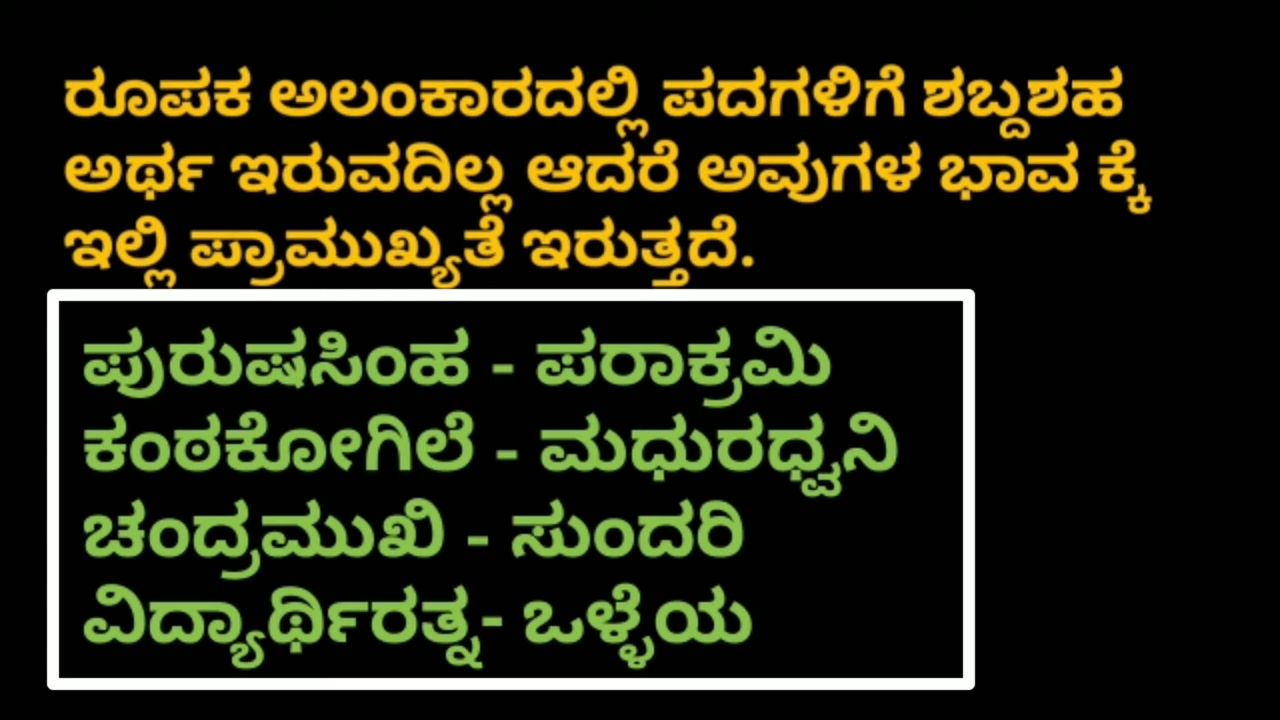 ರೂಪಕ ಅಲಂಕಾರದಲ್ಲಿ ಪದಗಳಿಗೆ ಶಬ್ದಶಹ
ಅರ್ಥ ಇರುವದಿಲ್ಲ ಆದರೆ ಅವುಗಳ ಭಾವ ಕ್ಕೆ
ಇಲ್ಲಿ ಪ್ರಾಮುಖ್ಯತೆ ಇರುತ್ತದೆ.
ಪುರುಷಸಿಂಹ - ಪರಾಕ್ರಮಿ
ಕಂಠಕೋಗಿಲೆ - ಮಧುರಧ್ವನಿ
ಚಂದ್ರಮುಖಿ - ಸುಂದರಿ
ವಿದ್ಯಾರ್ಥಿರತ್ನ- ಒಳ್ಳೆಯ